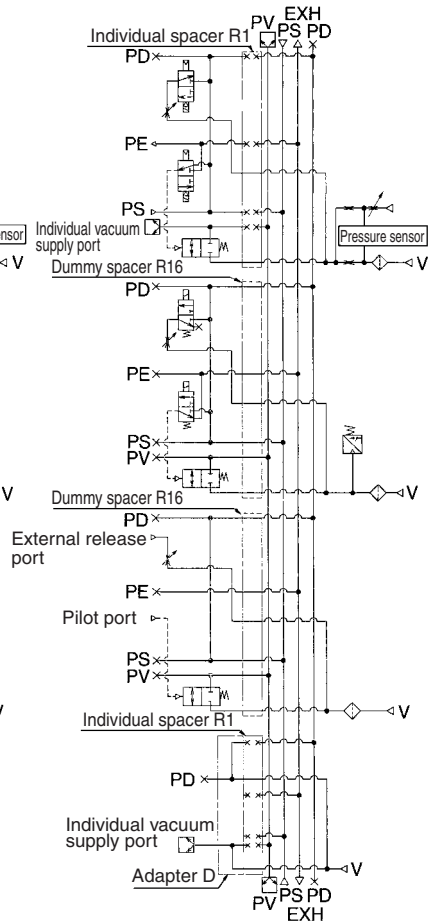 EXH
PV PS PD
Individual spacer R1
PD
PE
PS
Individual vacuum
supply port
Pressure sensor
V
V
Dummy spacer R16
PD
PE
PS
PV
V
V
Dummy spacer R16
PD
External release
port
PE
Pilot port
PS
PV
V
Individual spacer R1
PD
Individual vacuum
supply port
V
Adapter D
PV PS PD
EXH